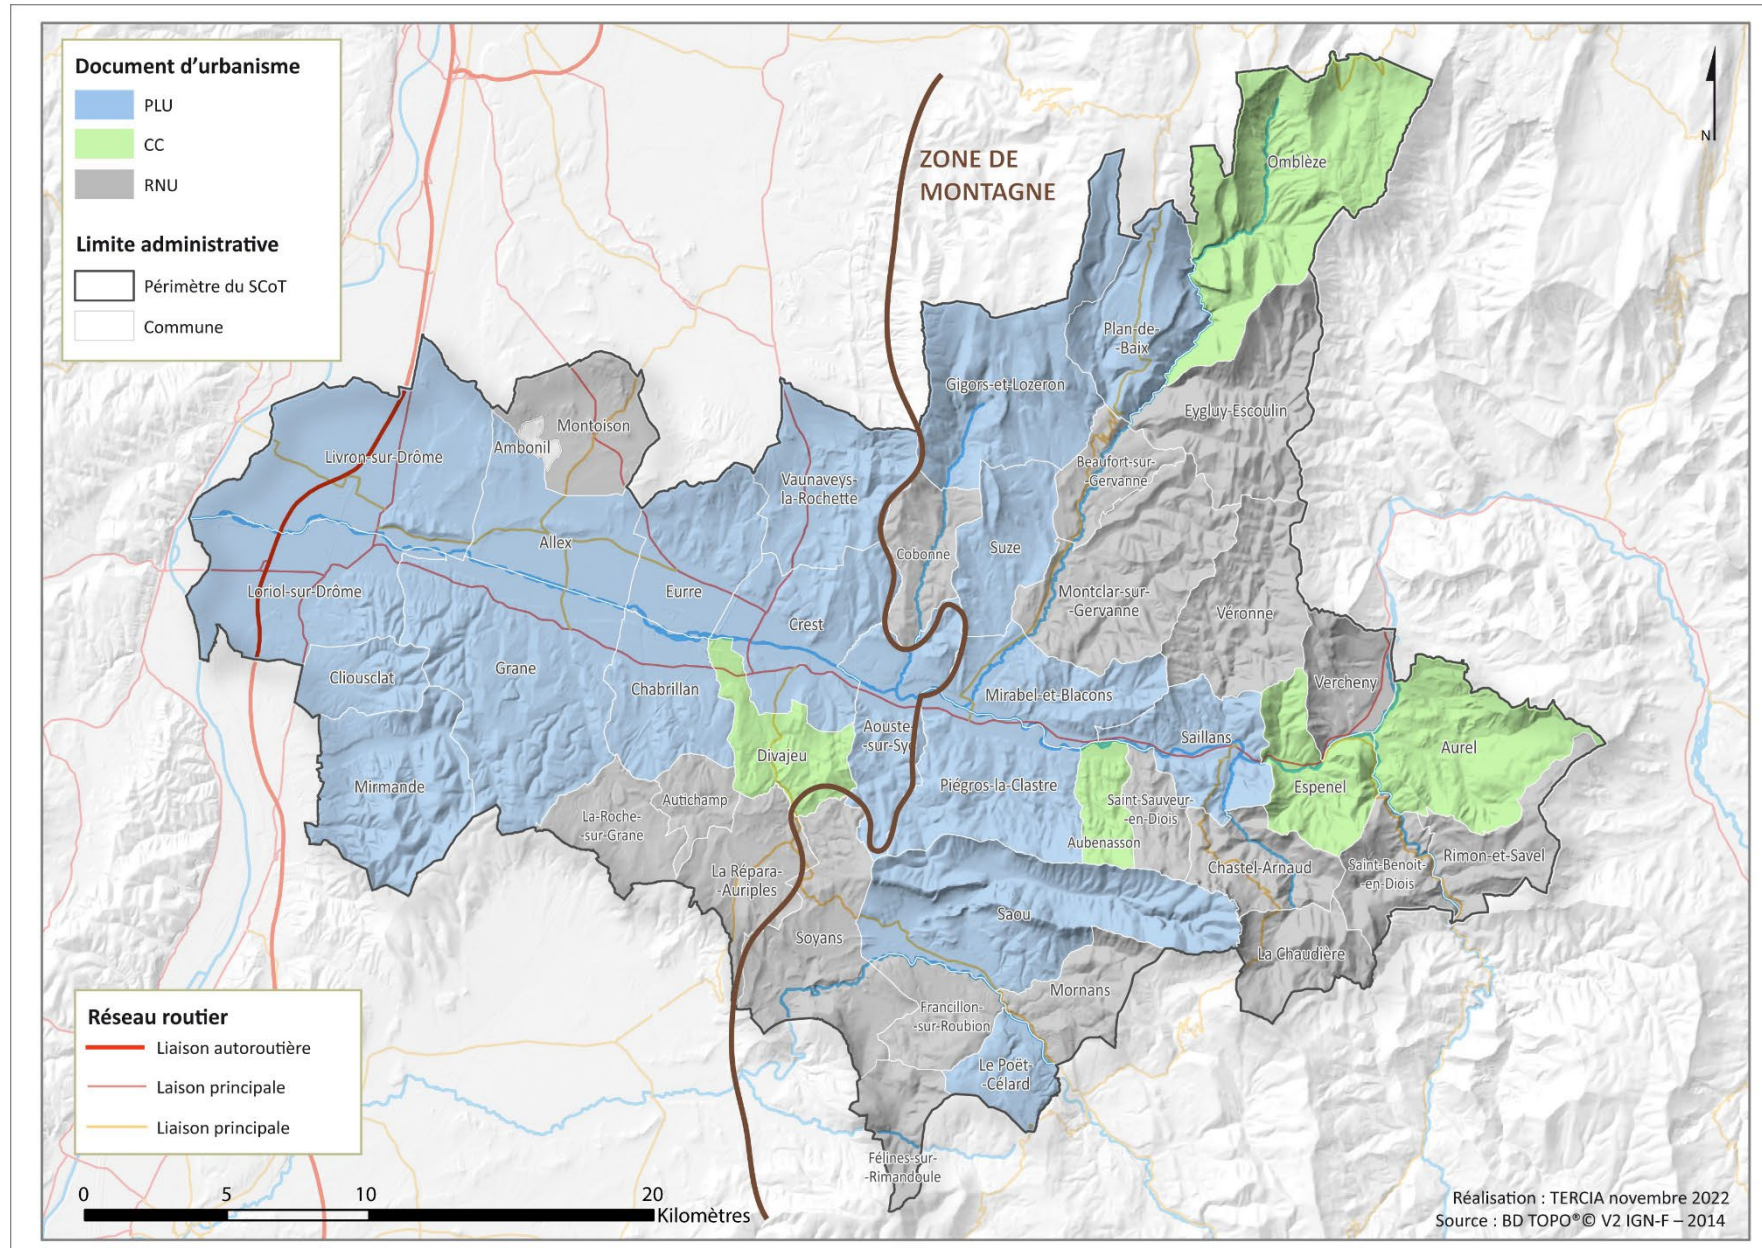 Document d’urbanisme
PLU
CC
RNU
Limite administrative
Périmètre du SCoT
Commune
ZONE DE
MONTAGNE
N
Omblèze
Plan-de-
-Baix
Gigors-et-Lozeron
Eygluy-Escoulin
Montoison
Ambonil
Livron-sur-Drôme
Beaufort-sur-
-Gervanne
Vaunaveys-
la-Rochette
Allex
Cobonne
Suze
Loriol-sur-Drôme
Eurre
Montclar-sur-
-Gervanne
Véronne
Crest
Cliousclat
Grane
Chabrillan
Mirabel-et-Blacons
Vercheny
Aouste-
-sur-Sye
Saillans
Aurel
Divajeu
Mirmande
Piégros-la-Clastre
Espenel
Autichamp
Saint-Sauveur-
-en-Diois
La-Roche-
-sur-Grane
Aubenasson
Rimon-et-Savel
Chastel-Arnaud
Saint-Benoit-
-en-Diois
La Répara-
-Auriples
Saou
Soyans
La Chaudière
Mornans
Francillon-
-sur-Roubion
Le Poët-
-Célard
Félines-sur-
-Rimandoule
Réseau routier
Liaison autoroutière
Laison principale
Liaison principale
0 5 10 20
Kilomètres
Réalisation : TERCIA novembre 2022
Source : BD TOPO®© V2 IGN-F – 2014